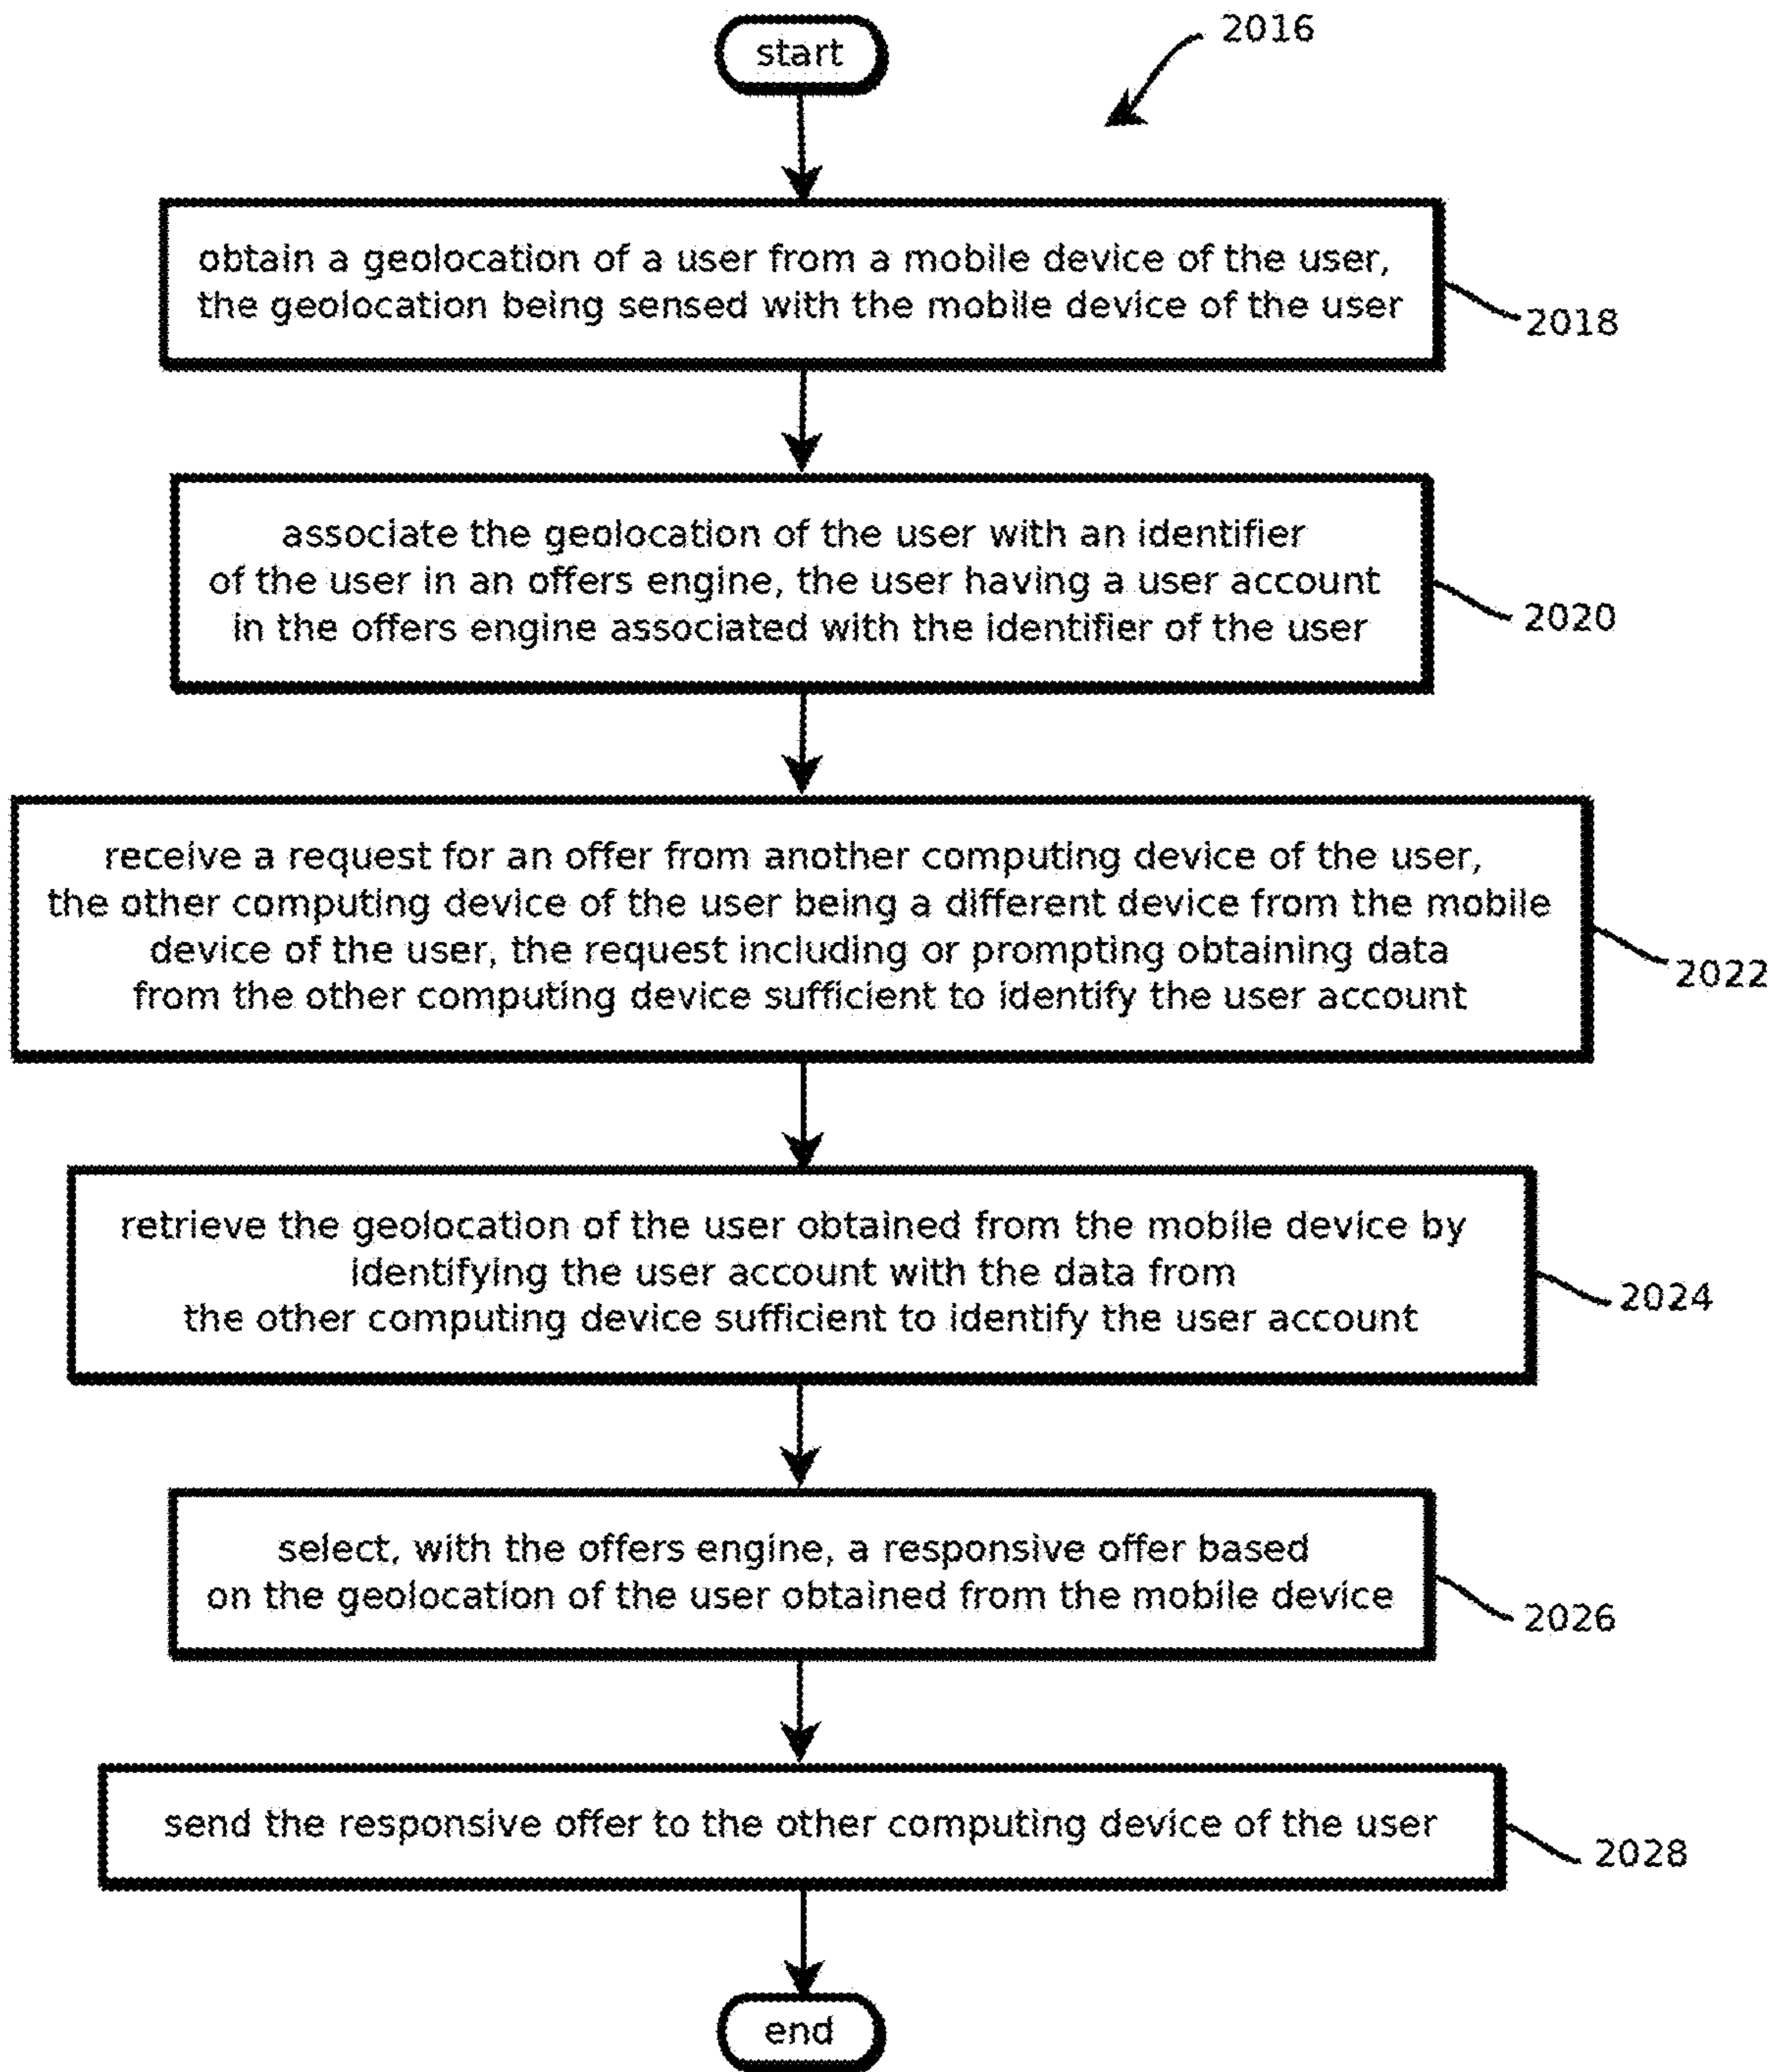 start
2016
obtain a geolocation of a user from a mobile device of the user,
the geolocation being sensed with the mobile device of the user
2018
associate the geolocation of the user with an identifier
of the user in an offers engine, the user having a user account
in the offers engine associated with the identifier of the user
2020
receive a request for an offer from another computing device of the user,
the other computing device of the user being a different device from the mobile
device of the user, the request including or prompting obtaining data
from the other computing device sufficient to identify the user account
2022
retrieve the geolocation of the user obtained from the mobile device by
identifying the user account with the data from
the other computing device sufficient to identify the user account
2024
select, with the offers engine, a responsive offer based
on the geolocation of the user obtained from the mobile device
2026
send the responsive offer to the other computing device of the user
2028
end